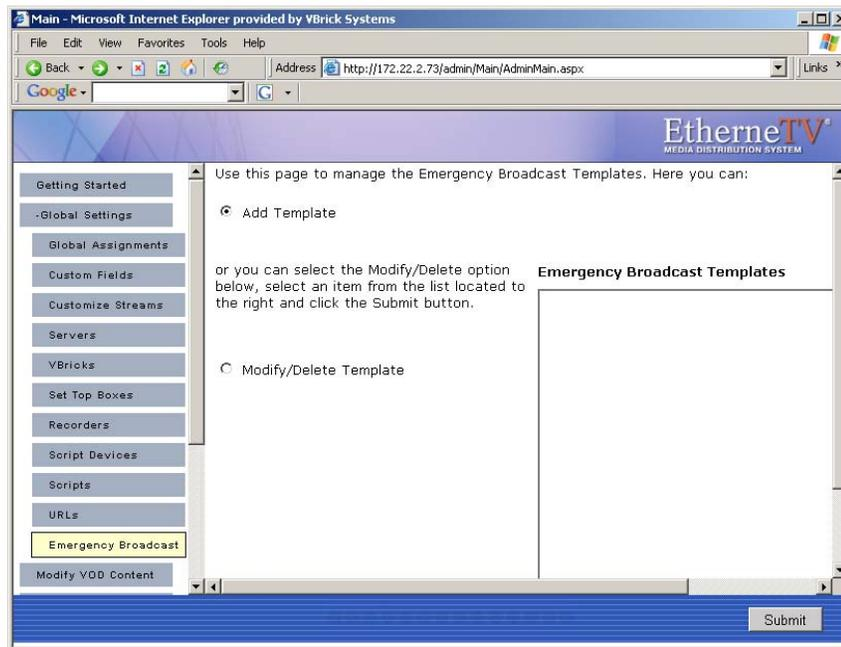 Main - Microsoft Internet Explorer provided by VBrick Systems
File Edit View Favorites Tools Help
Back Address http://172.22.2.73/admin/Main/AdminMain.aspx Links
Google
EtherneTV
MEDIA DISTRIBUTION SYSTEM
Getting Started
-Global Settings
Global Assignments
Custom Fields
Customize Streams
Servers
VBricks
Set Top Boxes
Recorders
Script Devices
Scripts
URLs
Emergency Broadcast
Modify VOD Content
Use this page to manage the Emergency Broadcast Templates. Here you can:
Add Template
or you can select the Modify/Delete option
below, select an item from the list located to
the right and click the Submit button.
Emergency Broadcast Templates
Modify/Delete Template
Submit